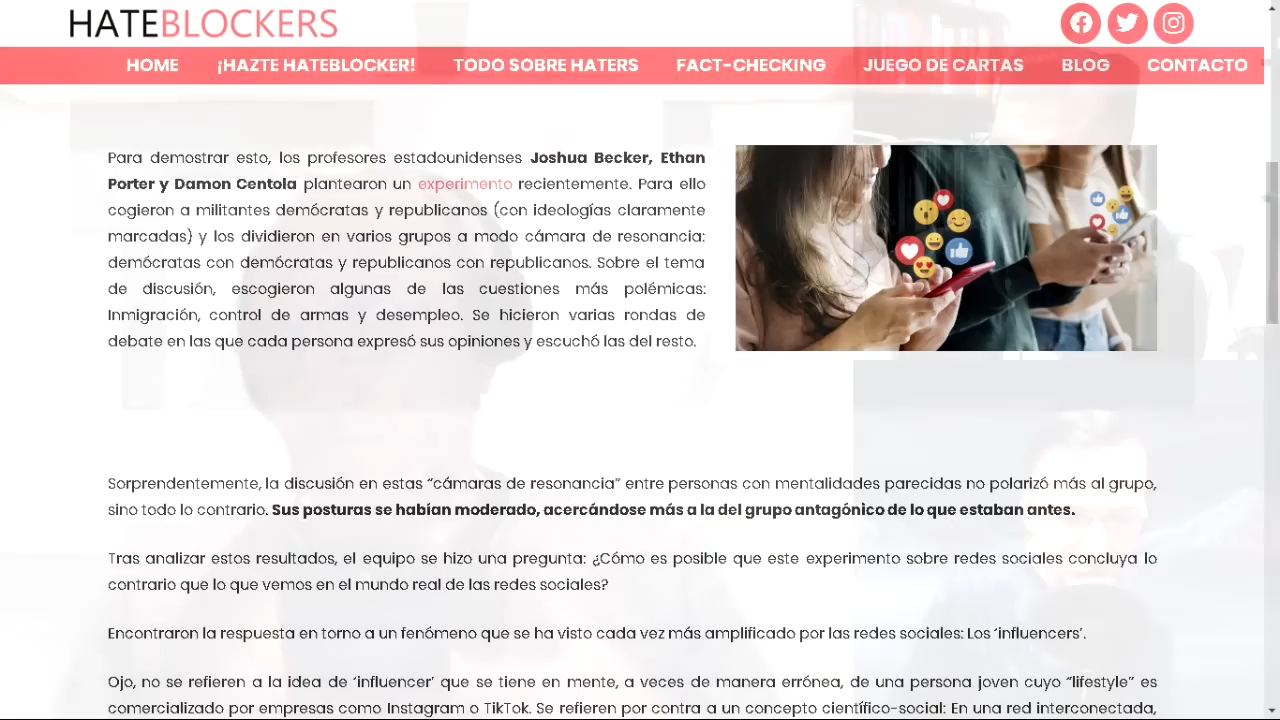 HATEBLOCKERS
HOME ¡HAZTE HATEBLOCKER! TODO SOBRE HATERS FACT-CHECKING JUEGO DE CARTAS BLOG CONTACTO
Para demostrar esto, los profesores estadounidenses Joshua Becker, Ethan
Porter y Damon Centola plantearon un experimento recientemente. Para ello
cogieron a militantes demócratas y republicanos (con ideologías claramente
marcadas) y los dividieron en varios grupos a modo cámara de resonancia:
demócratas con demócratas y republicanos con republicanos. Sobre el tema
de discusión, escogieron algunas de las cuestiones más polémicas:
Inmigración, control de armas y desempleo. Se hicieron varias rondas de
debate en las que cada persona expresó sus opiniones y escuchó las del resto.
Sorprendentemente, la discusión en estas “cámaras de resonancia” entre personas con mentalidades parecidas no polarizó más al grupo,
sino todo lo contrario. Sus posturas se habían moderado, acercándose más a la del grupo antagónico de lo que estaban antes.
Tras analizar estos resultados, el equipo se hizo una pregunta: ¿Cómo es posible que este experimento sobre redes sociales concluya lo
contrario que lo que vemos en el mundo real de las redes sociales?
Encontraron la respuesta en torno a un fenómeno que se ha visto cada vez más amplificado por las redes sociales: Los ‘influencers’.
Ojo, no se refieren a la idea de ‘influencer’ que se tiene en mente, a veces de manera errónea, de una persona joven cuyo “lifestyle” es
comercializado por empresas como Instagram o TikTok. Se refieren por contra a un concepto científico-social: En una red interconectada,